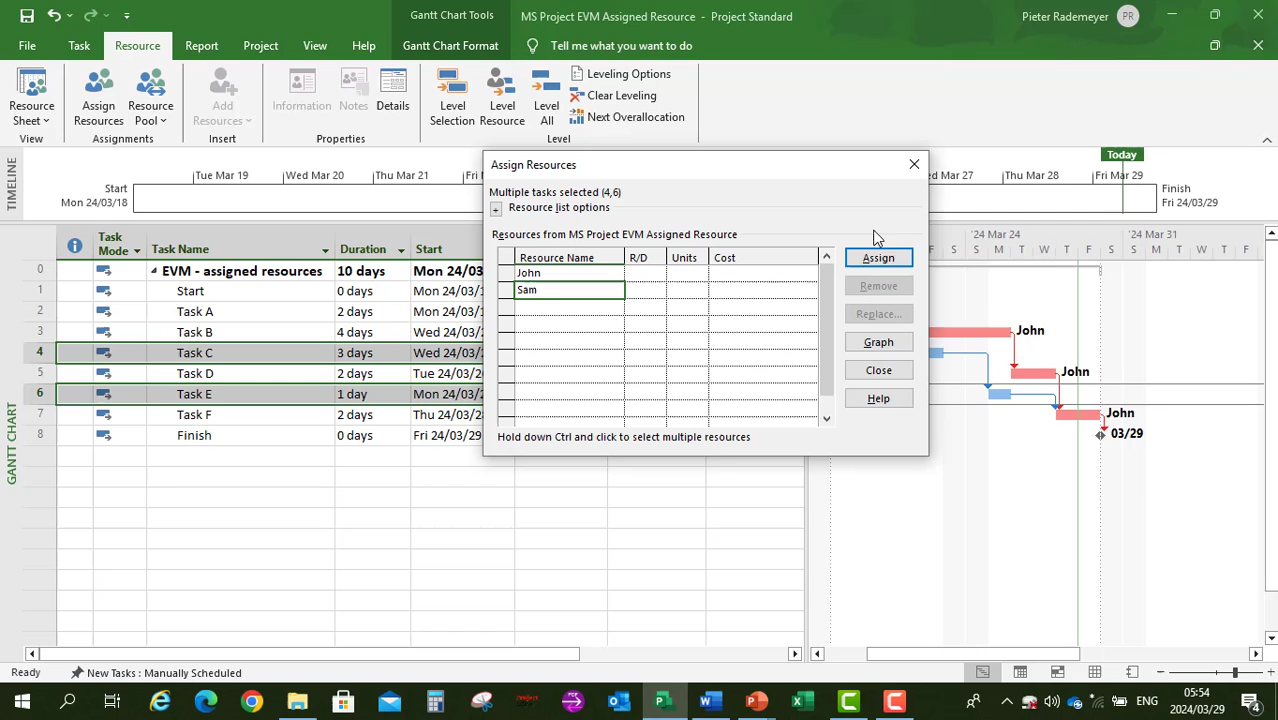 Gantt Chart Tools
MS Project EVM Assigned Resource - Project Standard
Pieter Rademeyer
PR
File
Task
Resource
Report
Project
View
Help
Gantt Chart Format
Tell me what you want to do
Resource
Sheet
View
Assign
Resources
Resource
Pool
Assignments
Add
Resources
Insert
Information
Notes
Details
Properties
Level
Selection
Level
Resource
Level
All
Leveling Options
Clear Leveling
Next Overallocation
Level
TIMELINE
Start
Mon 24/03/18
Tue Mar 19
Wed Mar 20
Thu Mar 21
Today
Thu Mar 28
Fri Mar 29
Finish
Fri 24/03/29
Assign Resources
Multiple tasks selected (4,6)
+ Resource list options
Resources from MS Project EVM Assigned Resource
Resource Name R/D Units Cost
John
Sam
Assign
Remove
Replace...
Graph
Close
Help
Hold down Ctrl and click to select multiple resources
GANTT CHART
Task
Mode
Task Name
Duration
Start
0 EVM - assigned resources 10 days Mon 24/03/
1 Start 0 days Mon 24/03/1
2 Task A 2 days Mon 24/03/1
3 Task B 4 days Wed 24/03/
4 Task C 3 days Wed 24/03/
5 Task D 2 days Tue 24/03/2
6 Task E 1 day Mon 24/03/2
7 Task F 2 days Thu 24/03/2
8 Finish 0 days Fri 24/03/29
'24 Mar 24
'24 Mar 31
F S S M T W T F S S M T W T F
John
John
John
03/29
Ready
New Tasks : Manually Scheduled
ENG
05:54
2024/03/29
4